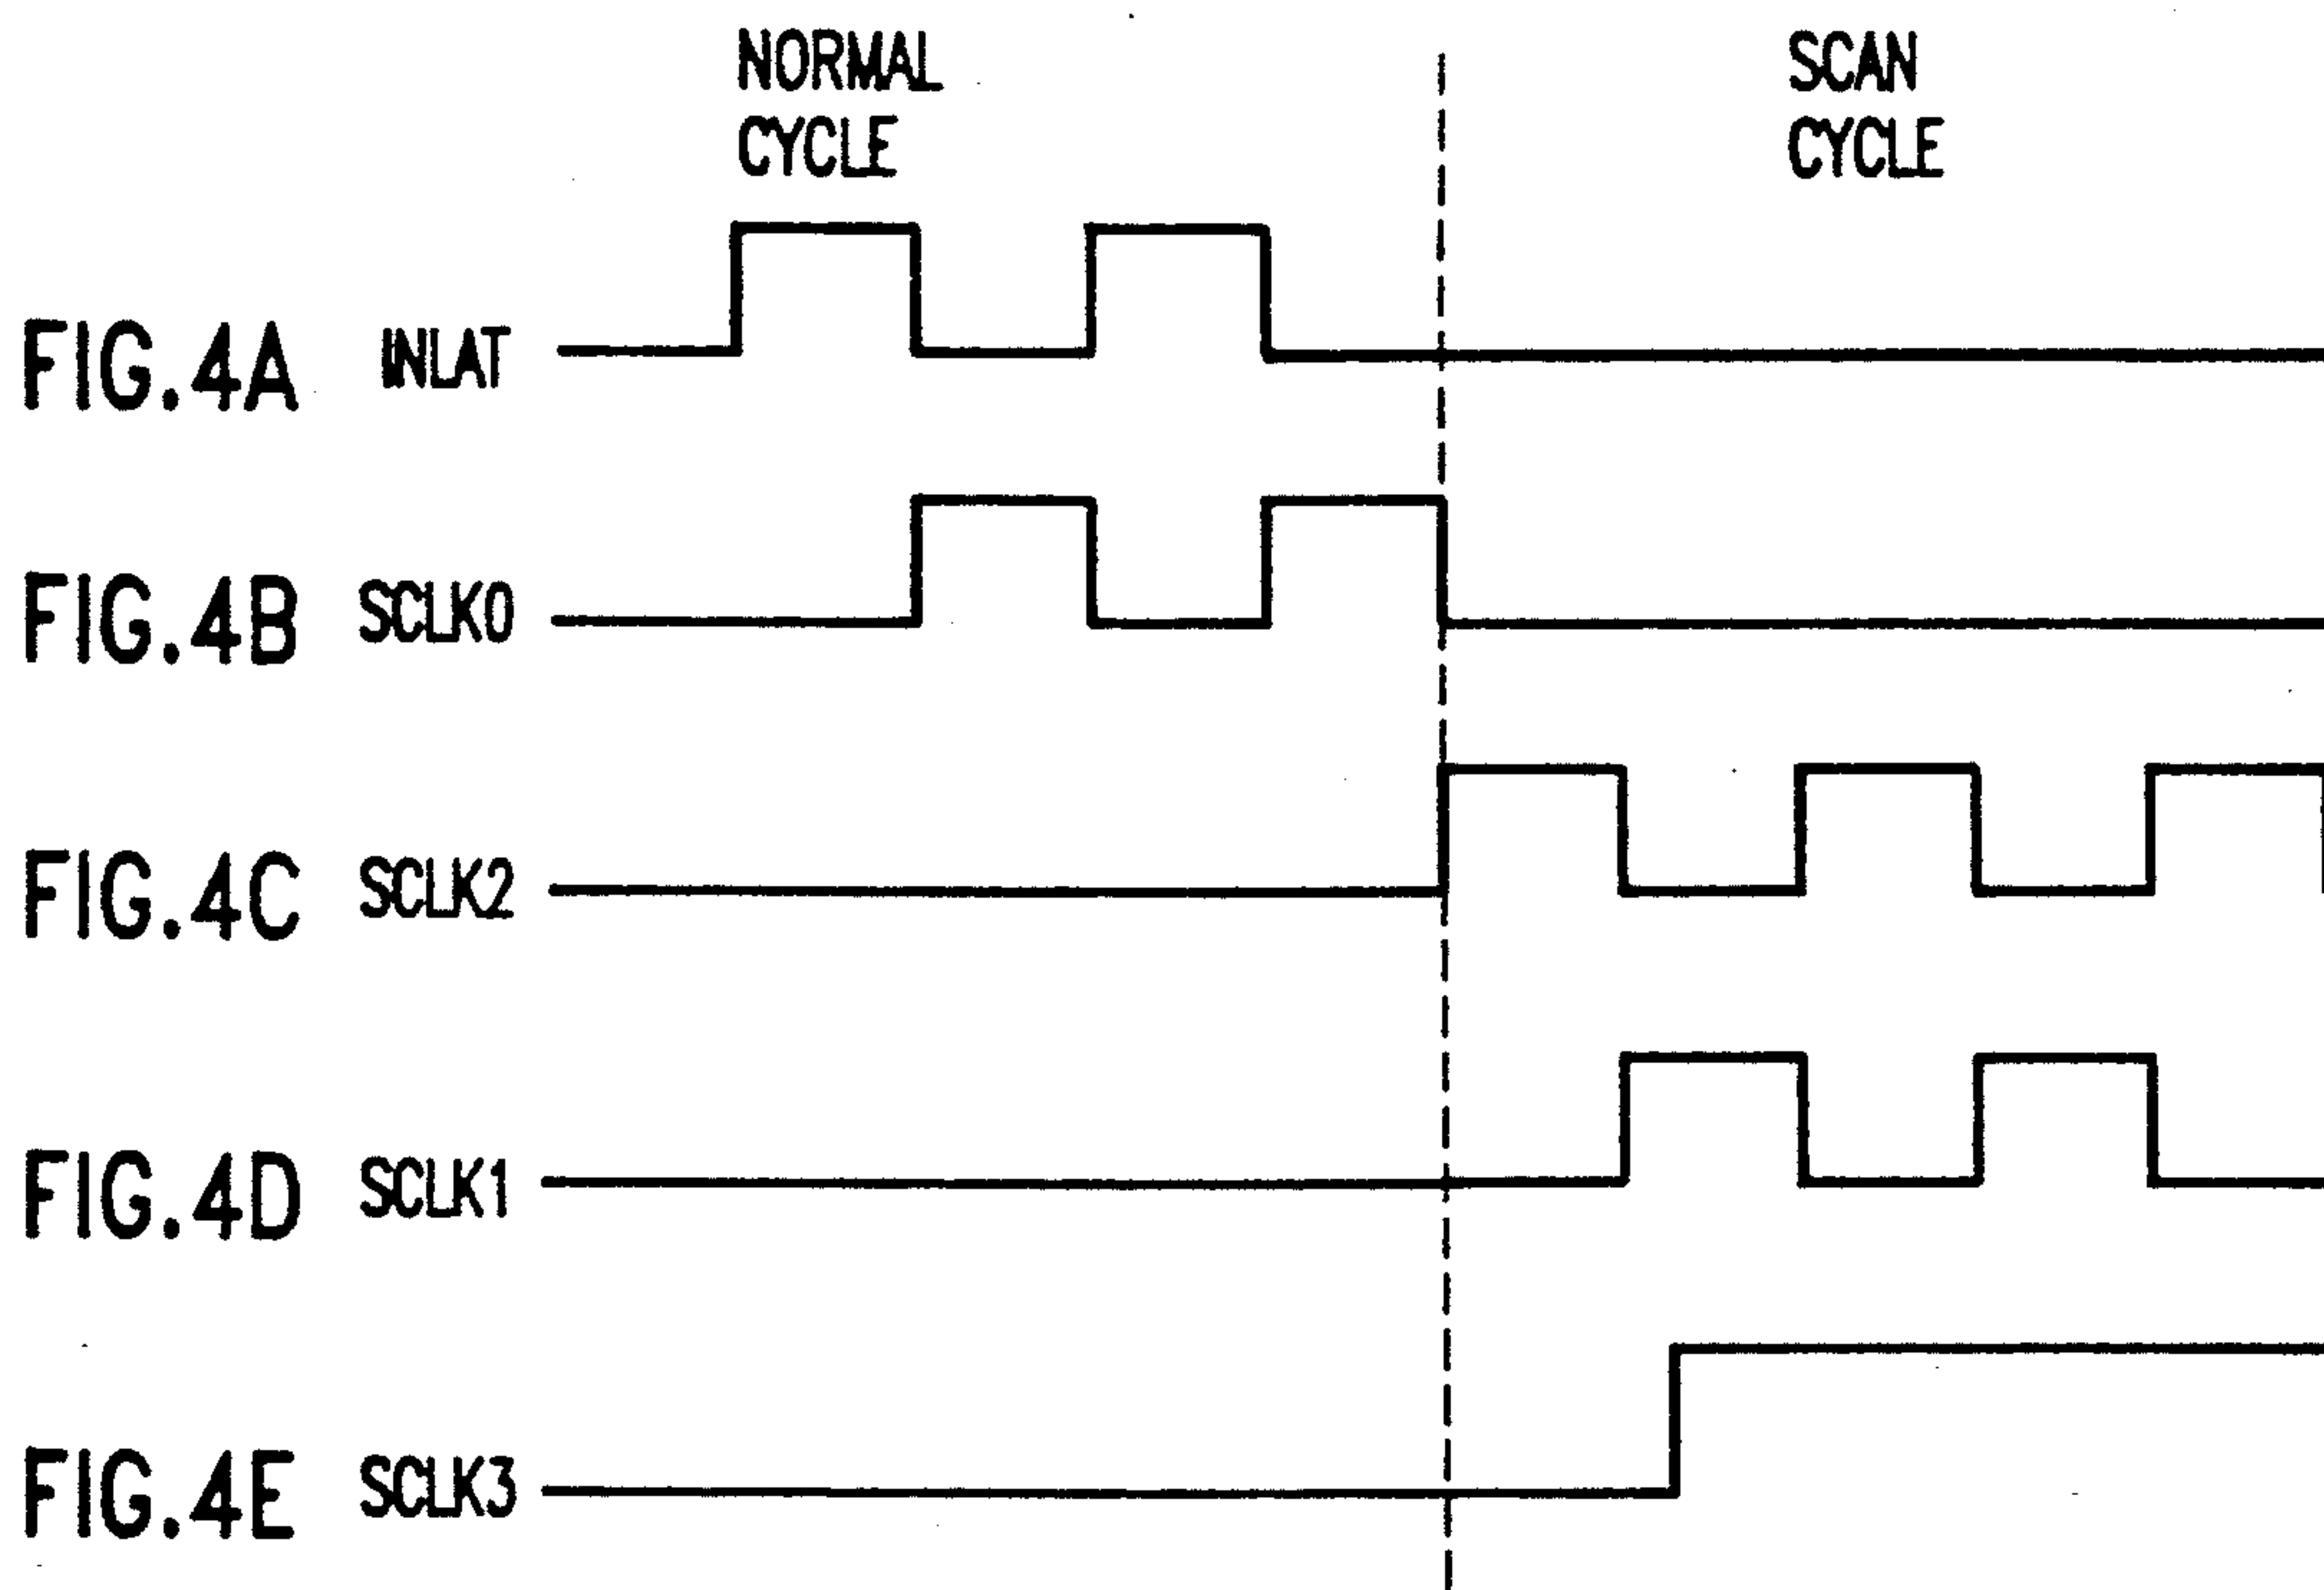 NORMAL
CYCLE
SCAN
CYCLE
FIG.4A INLAT
FIG.4B SCLK0
FIG.4C SCLK2
FIG.4D SCLK1
FIG.4E SCLK3